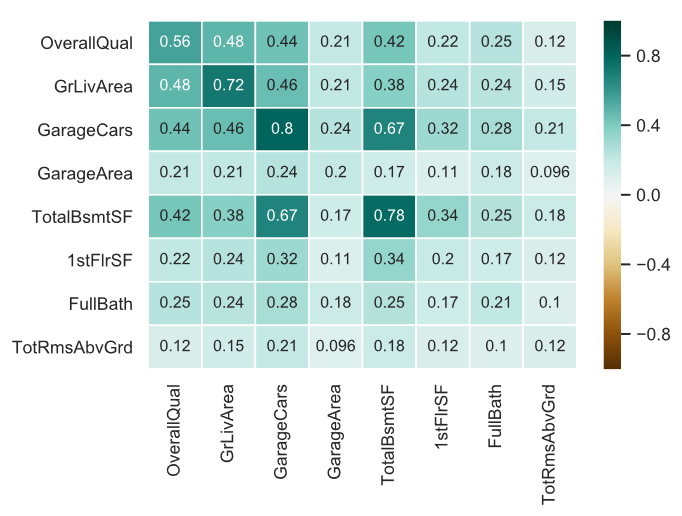 OverallQual 0.56 0.48 0.44 0.21 0.42 0.22 0.25 0.12
GrLivArea 0.48 0.72 0.46 0.21 0.38 0.24 0.24 0.15
GarageCars 0.44 0.46 0.8 0.24 0.67 0.32 0.28 0.21
GarageArea 0.21 0.21 0.24 0.2 0.17 0.11 0.18 0.096
TotalBsmtSF 0.42 0.38 0.67 0.17 0.78 0.34 0.25 0.18
1stFlrSF 0.22 0.24 0.32 0.11 0.34 0.2 0.17 0.12
FullBath 0.25 0.24 0.28 0.18 0.25 0.17 0.21 0.1
TotRmsAbvGrd 0.12 0.15 0.21 0.096 0.18 0.12 0.1 0.12
OverallQual
GrLivArea
GarageCars
GarageArea
TotalBsmtSF
1stFlrSF
FullBath
TotRmsAbvGrd
0.8
0.4
0.0
−0.4
−0.8